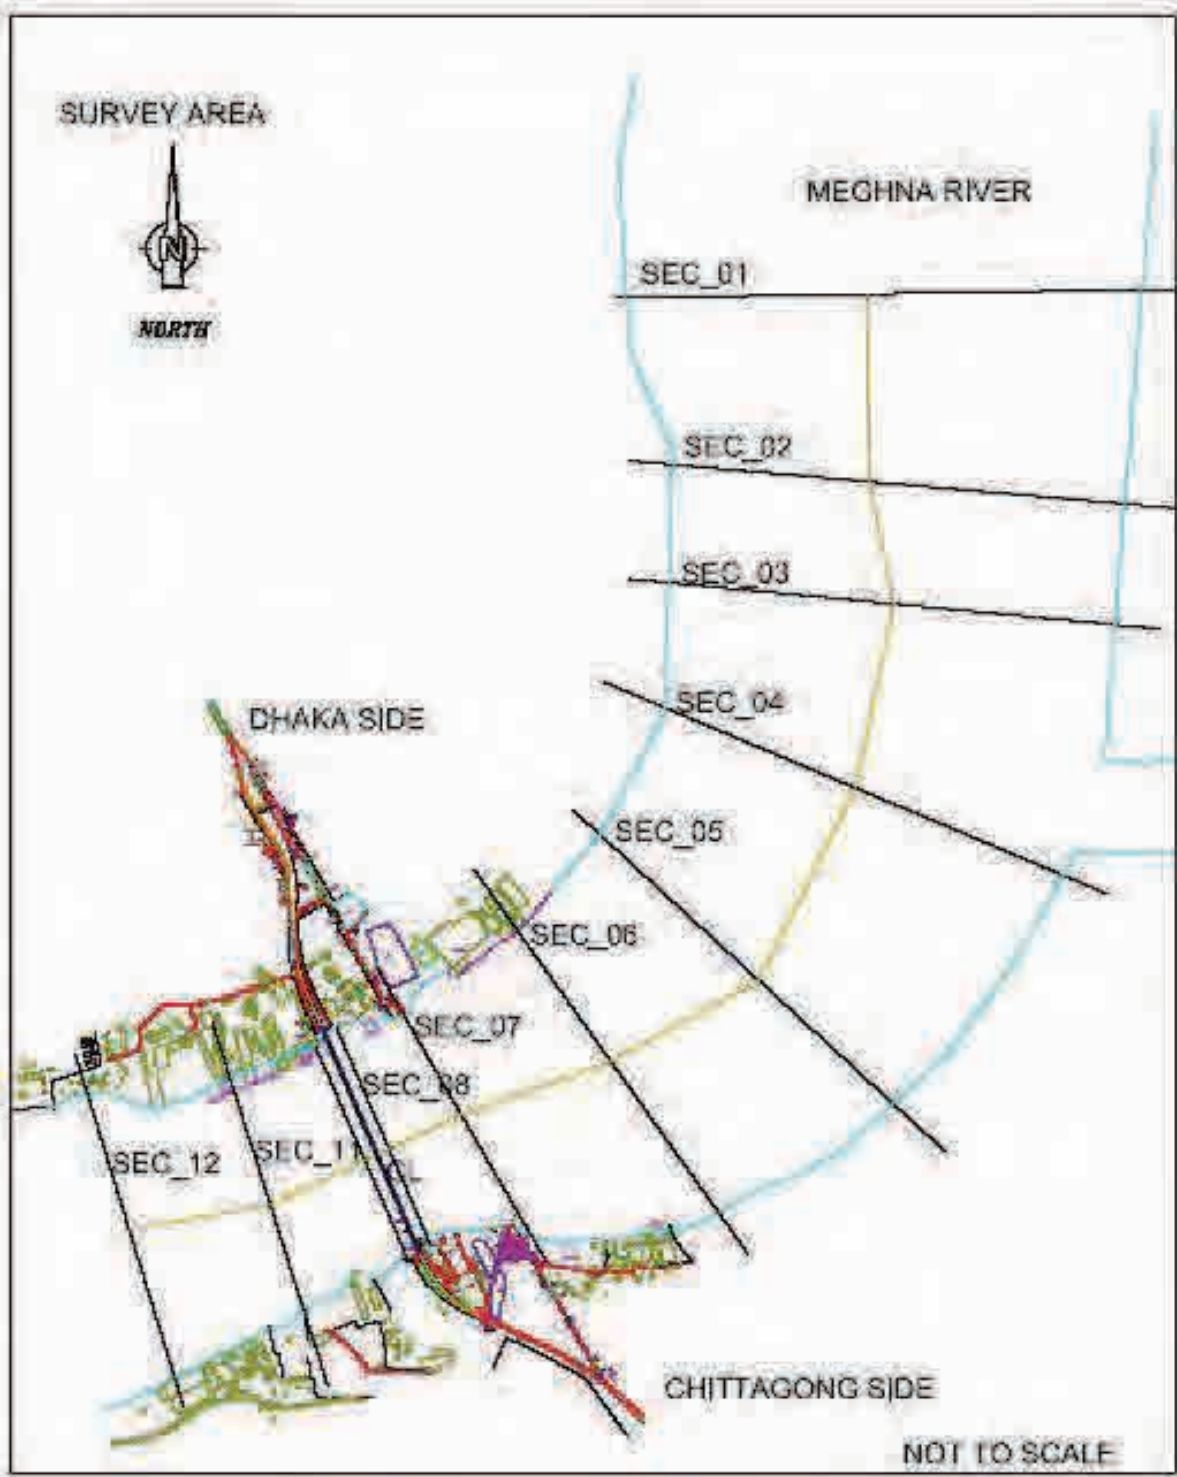 SURVEY AREA
N
NORTH
MEGHNA RIVER
SEC_01
SEC_02
SEC_03
SEC_04
DHAKA SIDE
SEC_05
SEC_06
SEC_07
SEC_08
SEC_11
SEC_12
CHITTAGONG SIDE
NOT TO SCALE